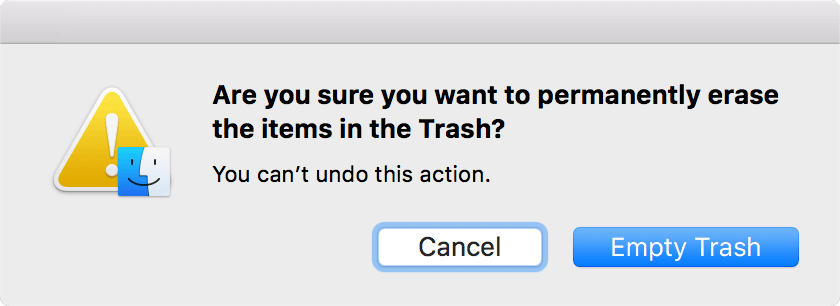 Are you sure you want to permanently erase
the items in the Trash?
You can’t undo this action.
Cancel
Empty Trash